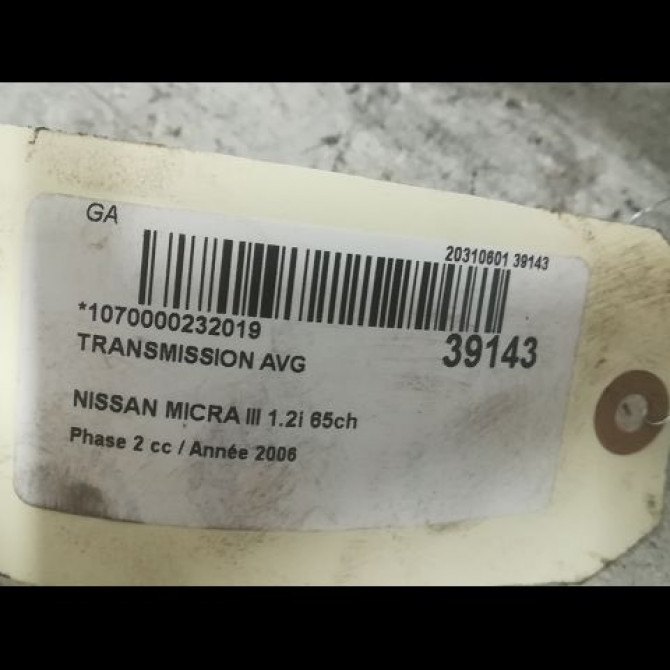 GA
20310601 39143
*1070000232019
39143
TRANSMISSION AVG
NISSAN MICRA III 1.2i 65ch
Phase 2 cc / Année 2006